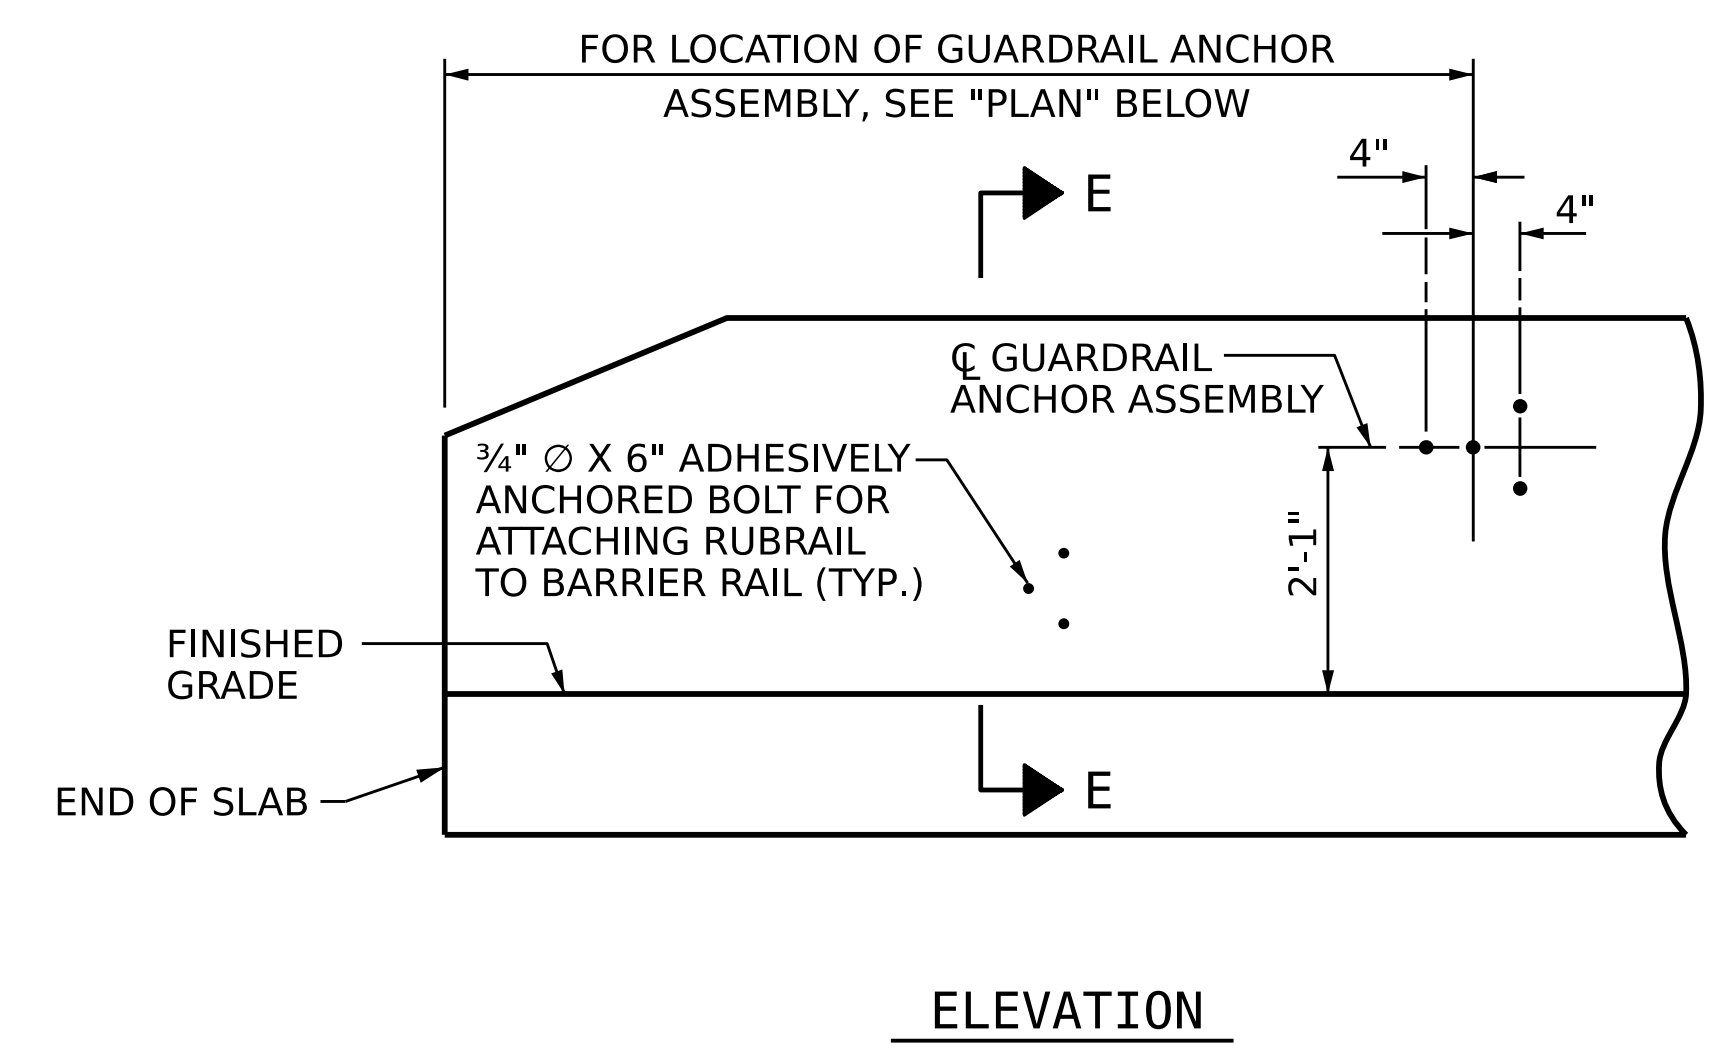 FOR LOCATION OF GUARDRAIL ANCHOR
ASSEMBLY, SEE "PLAN" BELOW
4"
E
4"
℄ GUARDRAIL
ANCHOR ASSEMBLY
¾" ∅ X 6" ADHESIVELY
ANCHORED BOLT FOR
ATTACHING RUBRAIL
TO BARRIER RAIL (TYP.)
2'-1"
FINISHED
GRADE
END OF SLAB
E
ELEVATION